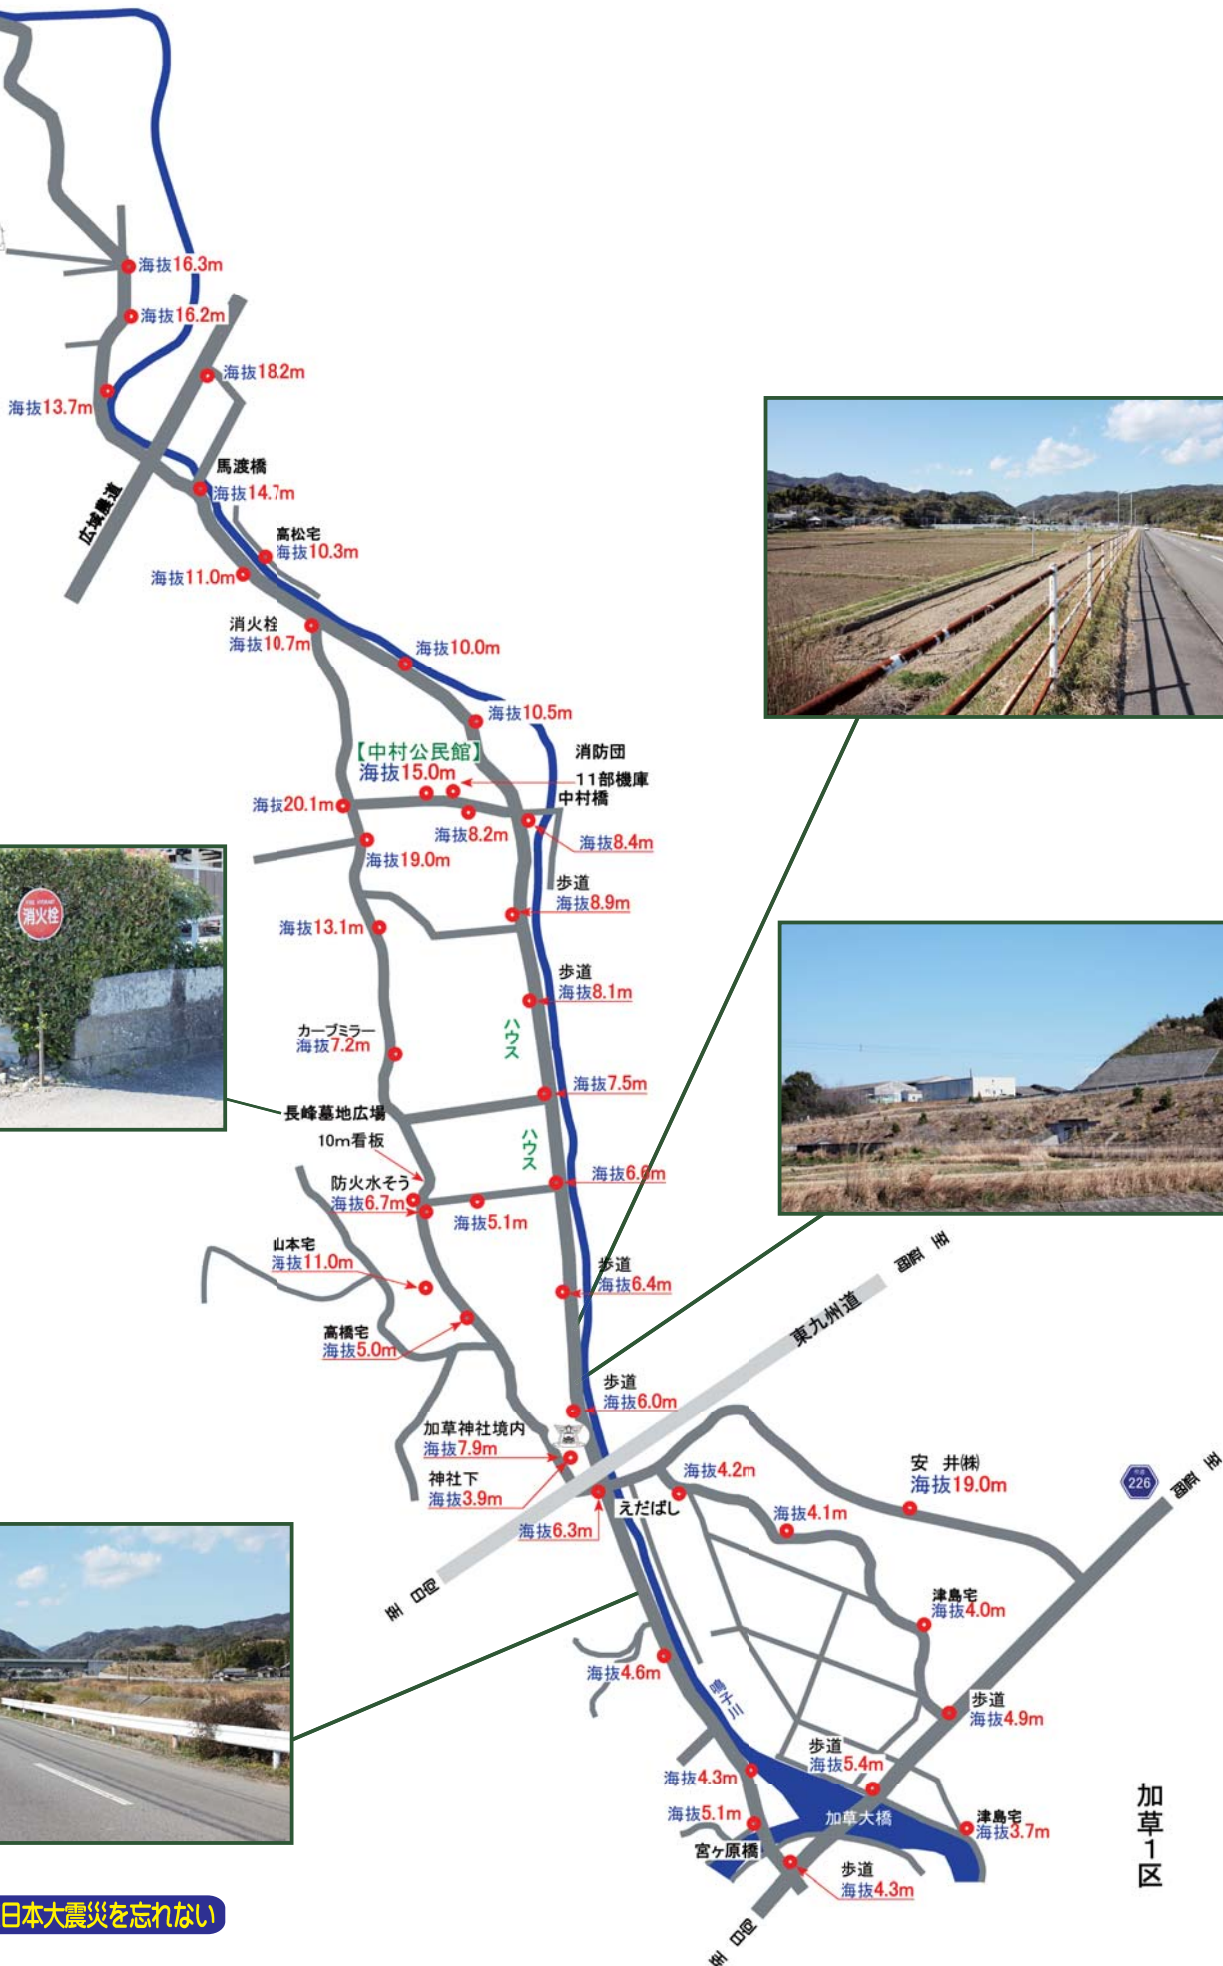 海抜16.3m
海抜16.2m
海抜18.2m
海抜13.7m
馬渡橋
海抜14.7m
広域農道
高松宅
海抜10.3m
海抜11.0m
消火栓
海抜10.7m
海抜10.0m
海抜10.5m
【中村公民館】
海抜15.0m
消防団
11部機庫
中村橋
海抜20.1m
海抜8.2m
海抜8.4m
海抜19.0m
歩道
海抜8.9m
消火栓
海抜13.1m
歩道
海抜8.1m
ハウス
カーブミラー
海抜7.2m
海抜7.5m
長峰墓地広場
10m看板
ハウス
防火水そう
海抜6.7m
海抜6.6m
海抜5.1m
山本宅
海抜11.0m
歩道
海抜6.4m
至 延岡
東九州道
高橋宅
海抜5.0m
歩道
海抜6.0m
加草神社境内
海抜7.9m
神社下
海抜3.9m
海抜6.3m
えだばし
海抜4.2m
安 井㈱
海抜19.0m
226
至 延岡
海抜4.1m
至 日向
津島宅
海抜4.0m
海抜4.6m
鳴子川
歩道
海抜4.9m
歩道
海抜5.4m
海抜4.3m
海抜5.1m
加草大橋
津島宅
海抜3.7m
宮ヶ原橋
歩道
海抜4.3m
加草1区
日本大震災を忘れない
至 日向